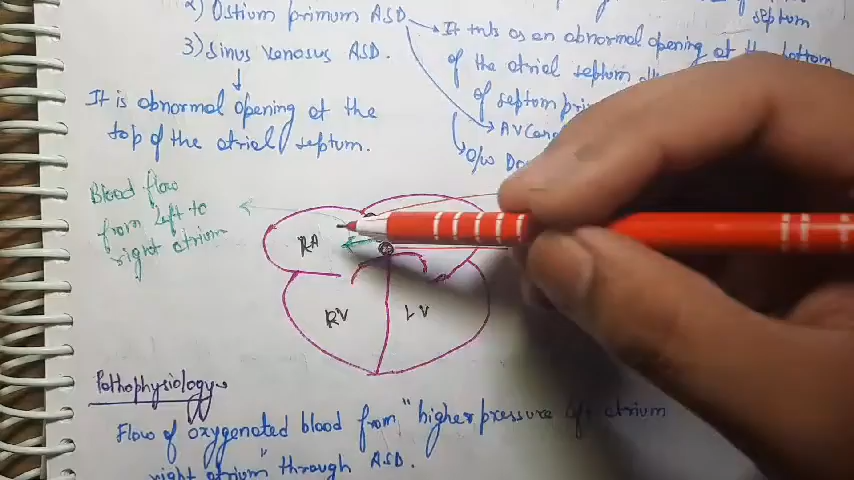 2) Ostium primum ASD
3) Sinus Venosus ASD.
It is abnormal opening at the
top of the atrial septum.
septum
It as an abnormal opening at the bottom
of the atrial septum
of septum
AV
O/w
Blood flow
from left to
right atrium
RA
RV
LV
Pathophysiology
Flow of oxygenated blood from "higher pressure left atrium
right atrium" through ASD.